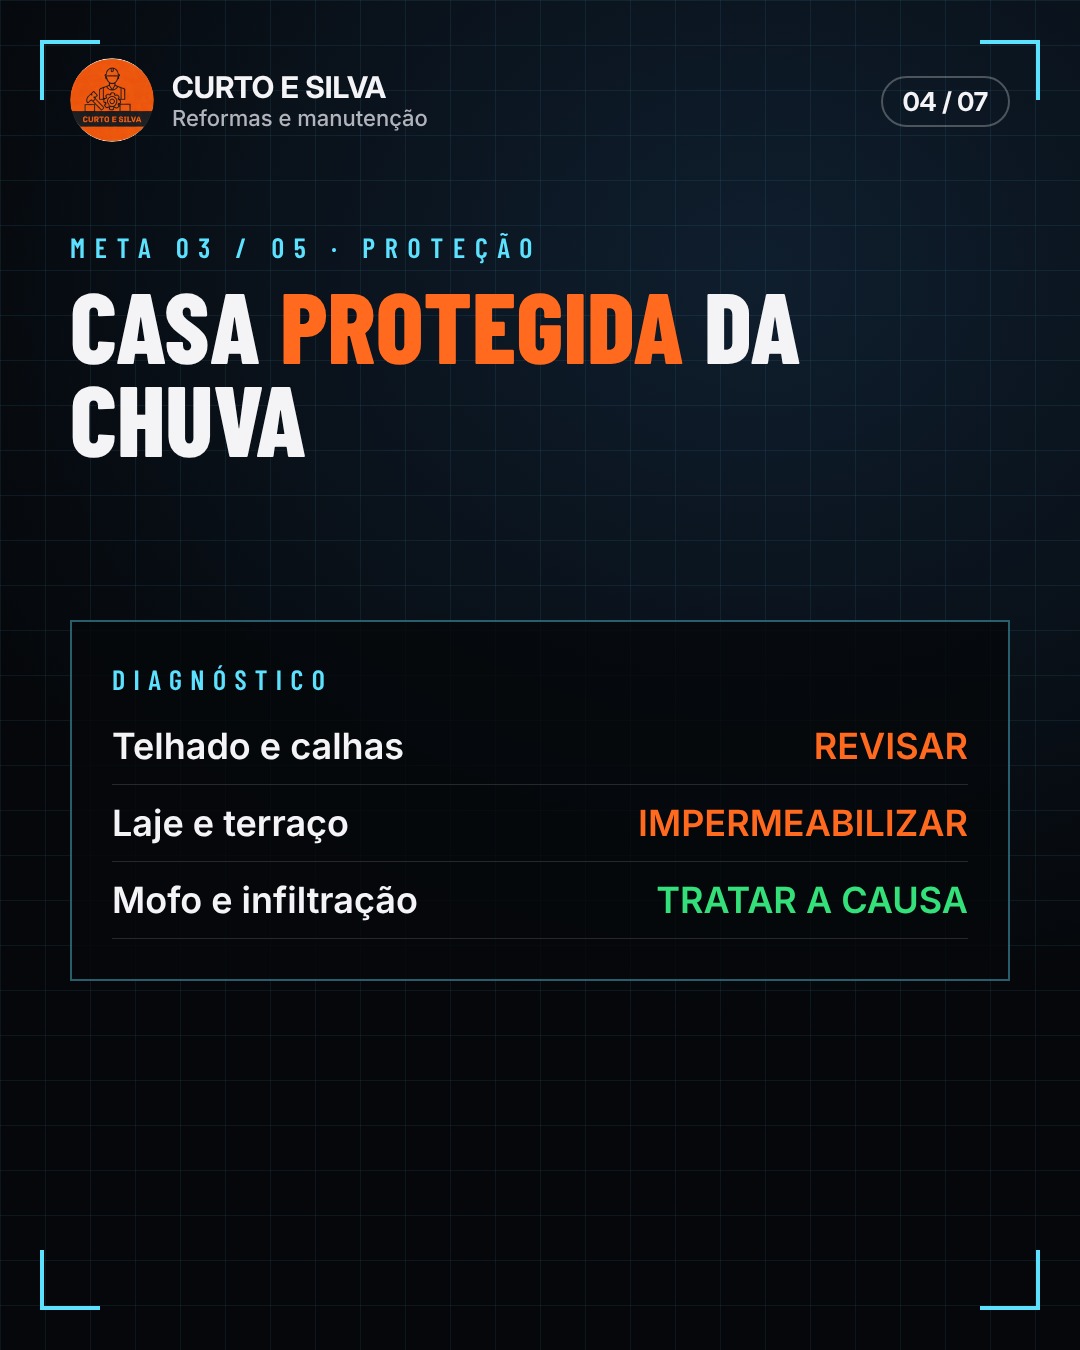 CURTO E SILVA
CURTO E SILVA
Reformas e manutenção
04 / 07
META 03 / 05 · PROTEÇÃO
CASA PROTEGIDA DA
CHUVA
DIAGNÓSTICO
Telhado e calhas REVISAR
Laje e terraço IMPERMEABILIZAR
Mofo e infiltração TRATAR A CAUSA